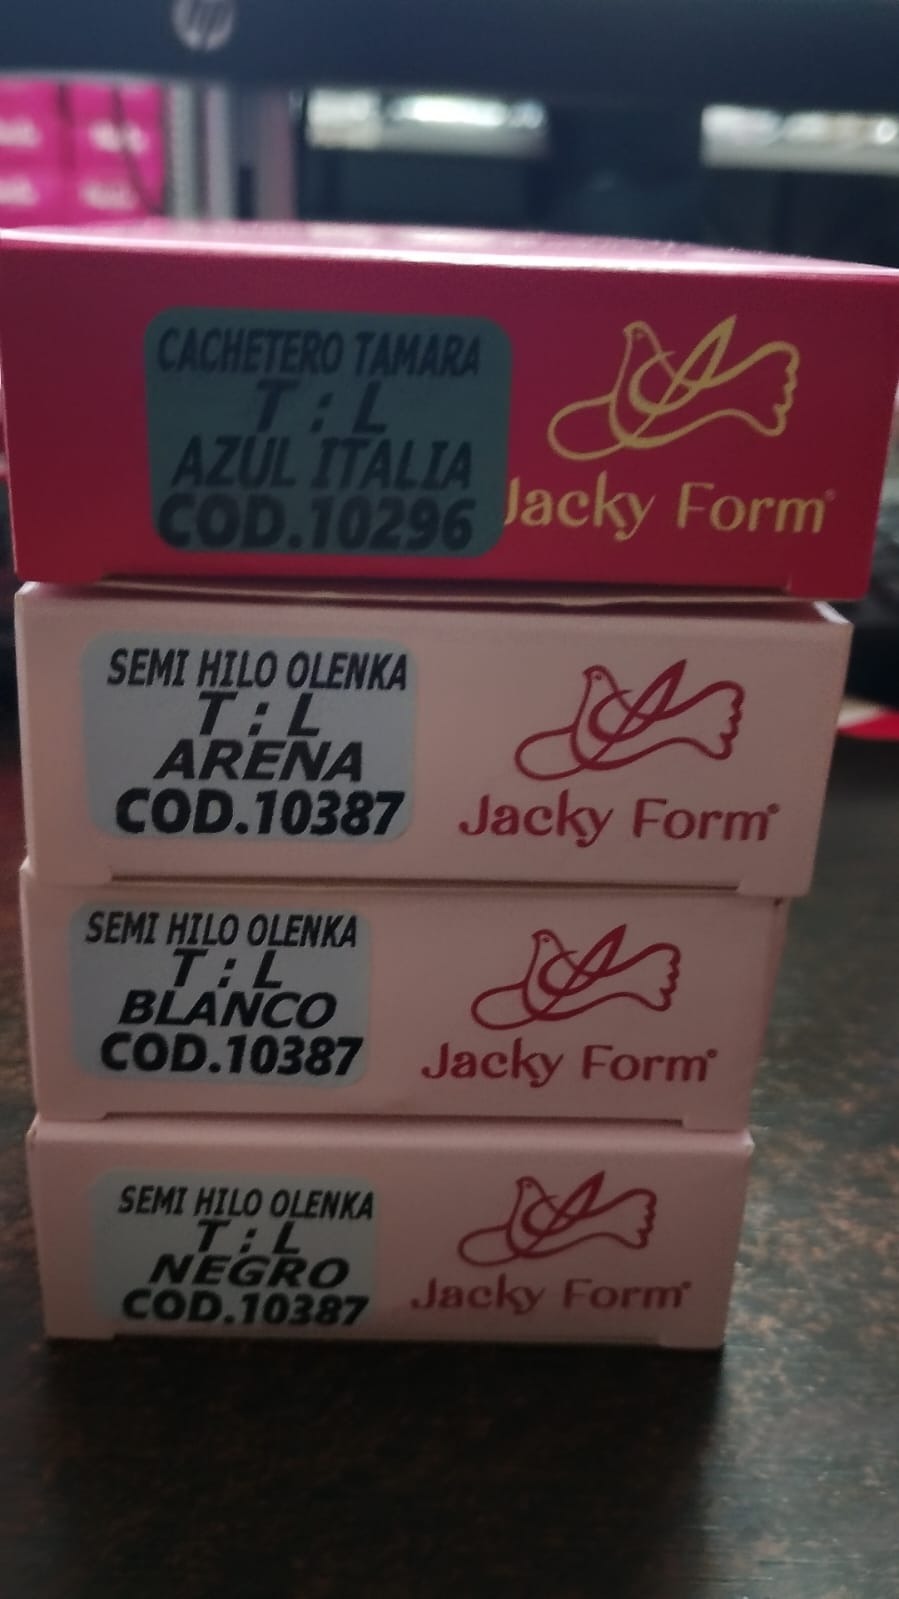 CACHETERO TAMARA
T : L
AZUL ITALIA
COD.10296
Jacky Form®
SEMI HILO OLENKA
T : L
ARENA
COD.10387
Jacky Form®
SEMI HILO OLENKA
T : L
BLANCO
COD.10387
Jacky Form®
SEMI HILO OLENKA
T : L
NEGRO
COD.10387
Jacky Form®